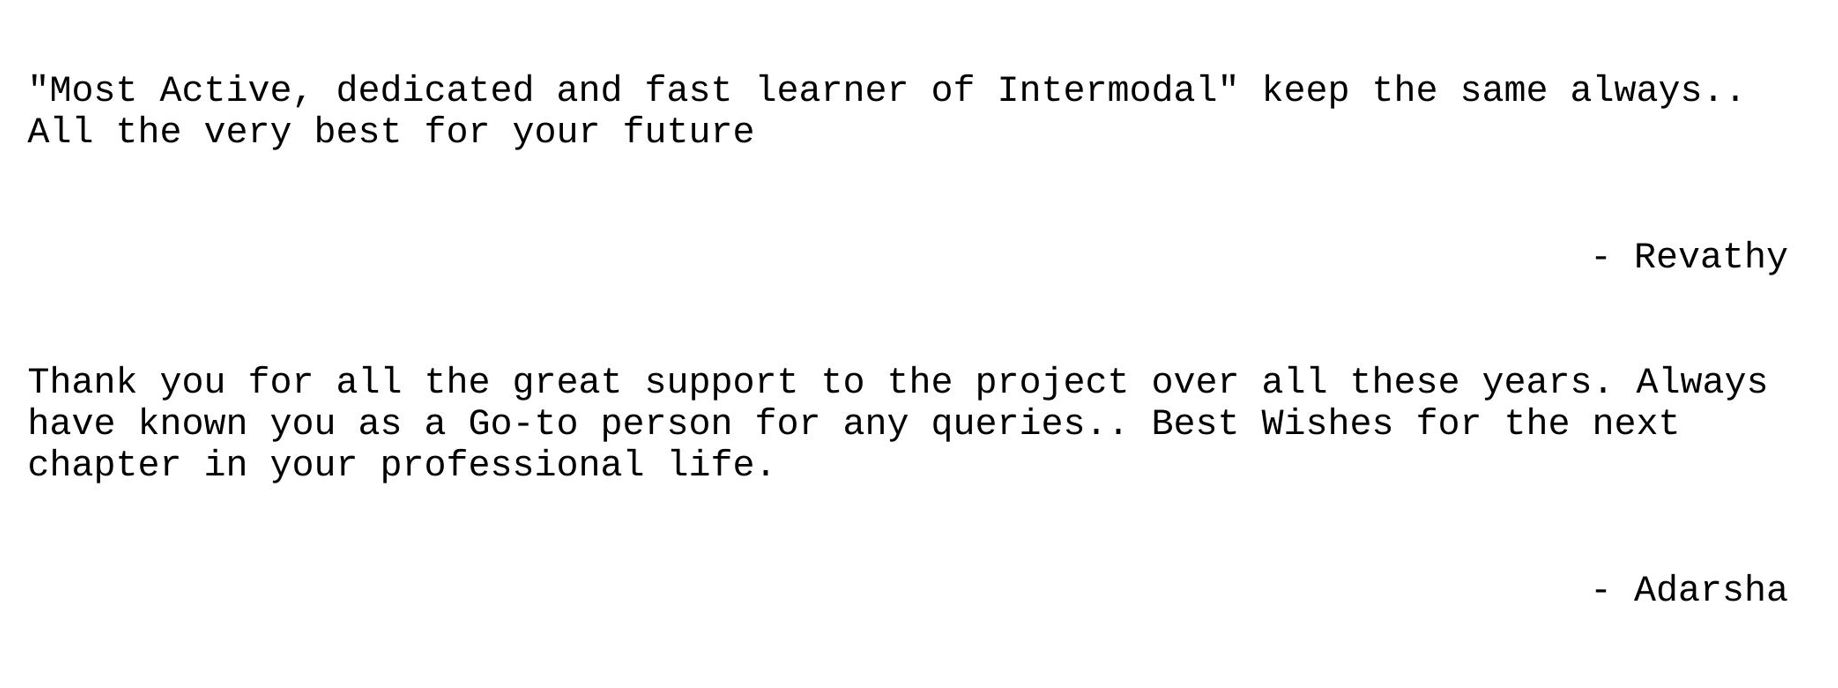 "Most Active, dedicated and fast learner of Intermodal" keep the same always..
All the very best for your future
- Revathy
Thank you for all the great support to the project over all these years. Always
have known you as a Go-to person for any queries.. Best Wishes for the next
chapter in your professional life.
- Adarsha